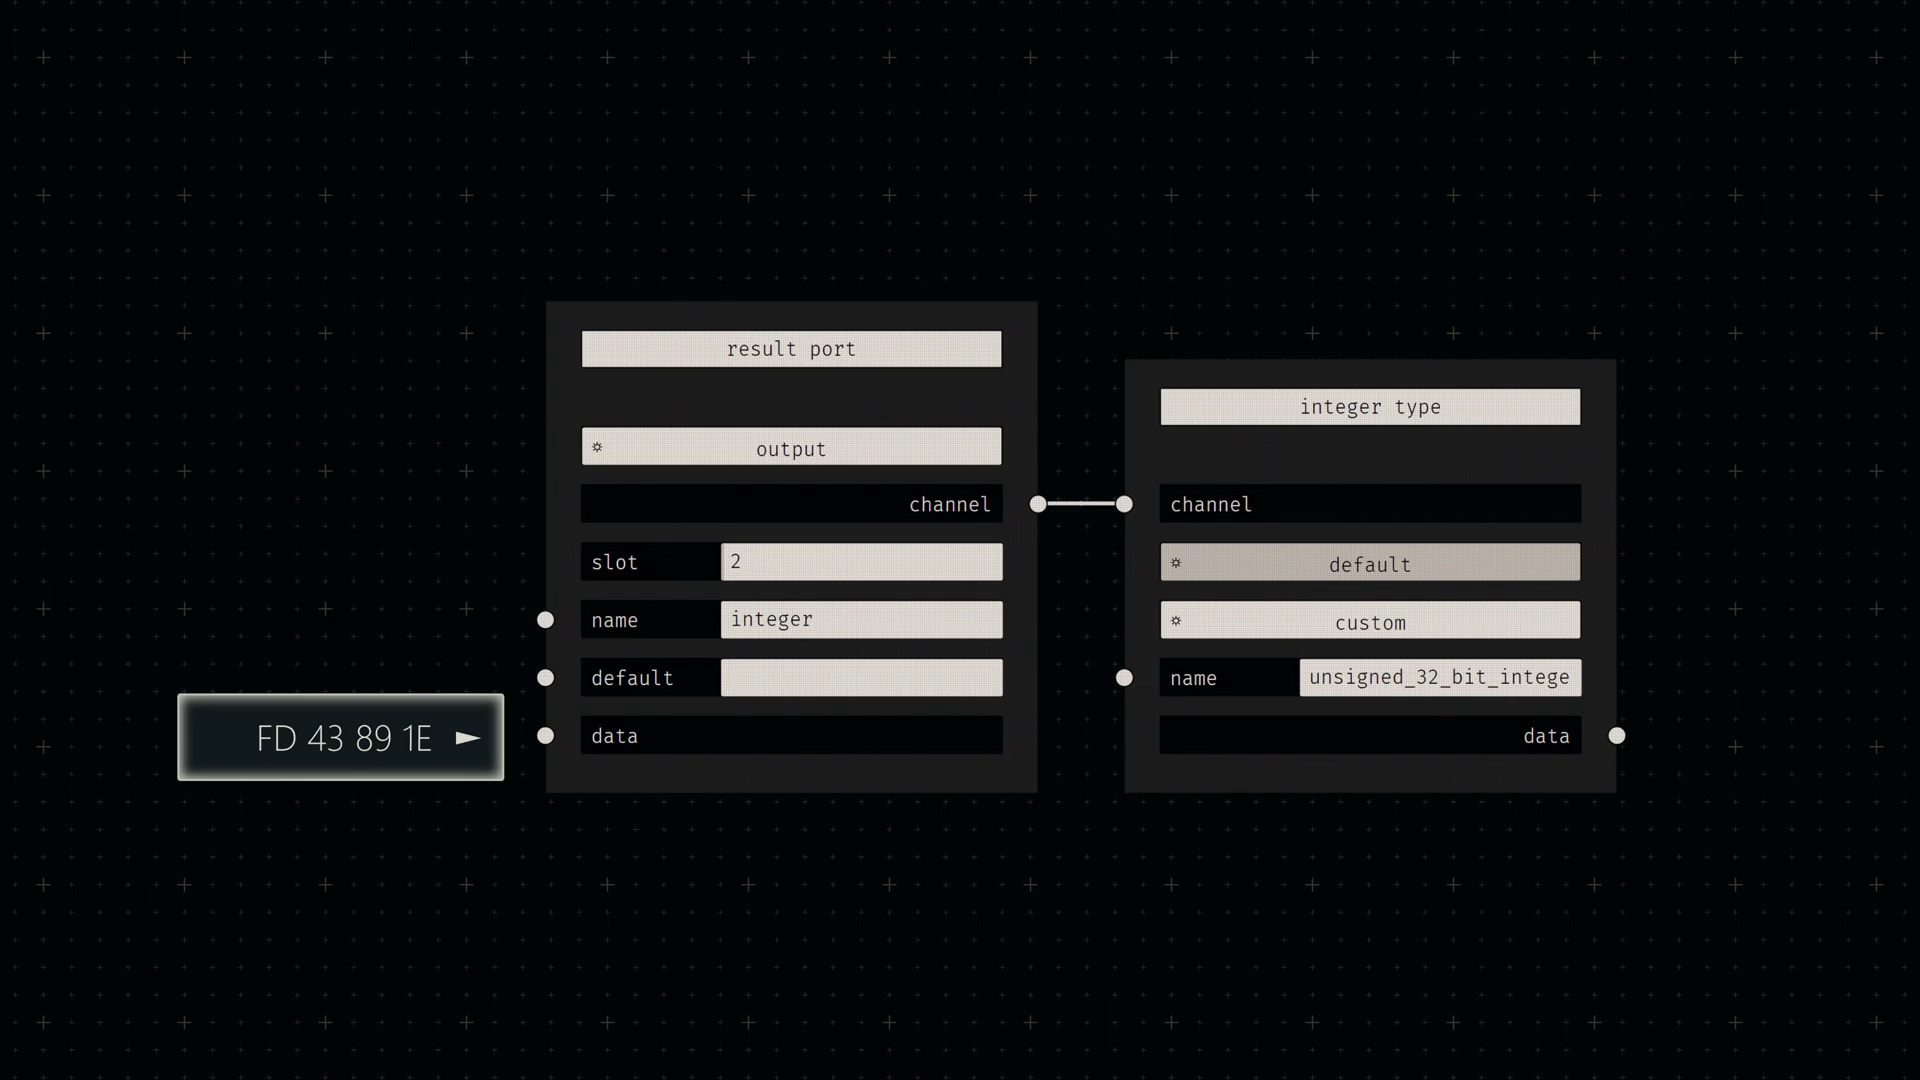 result port
output
channel
slot 2
name integer
default
data
FD 43 89 1E
integer type
channel
default
custom
name unsigned_32_bit_intege
data